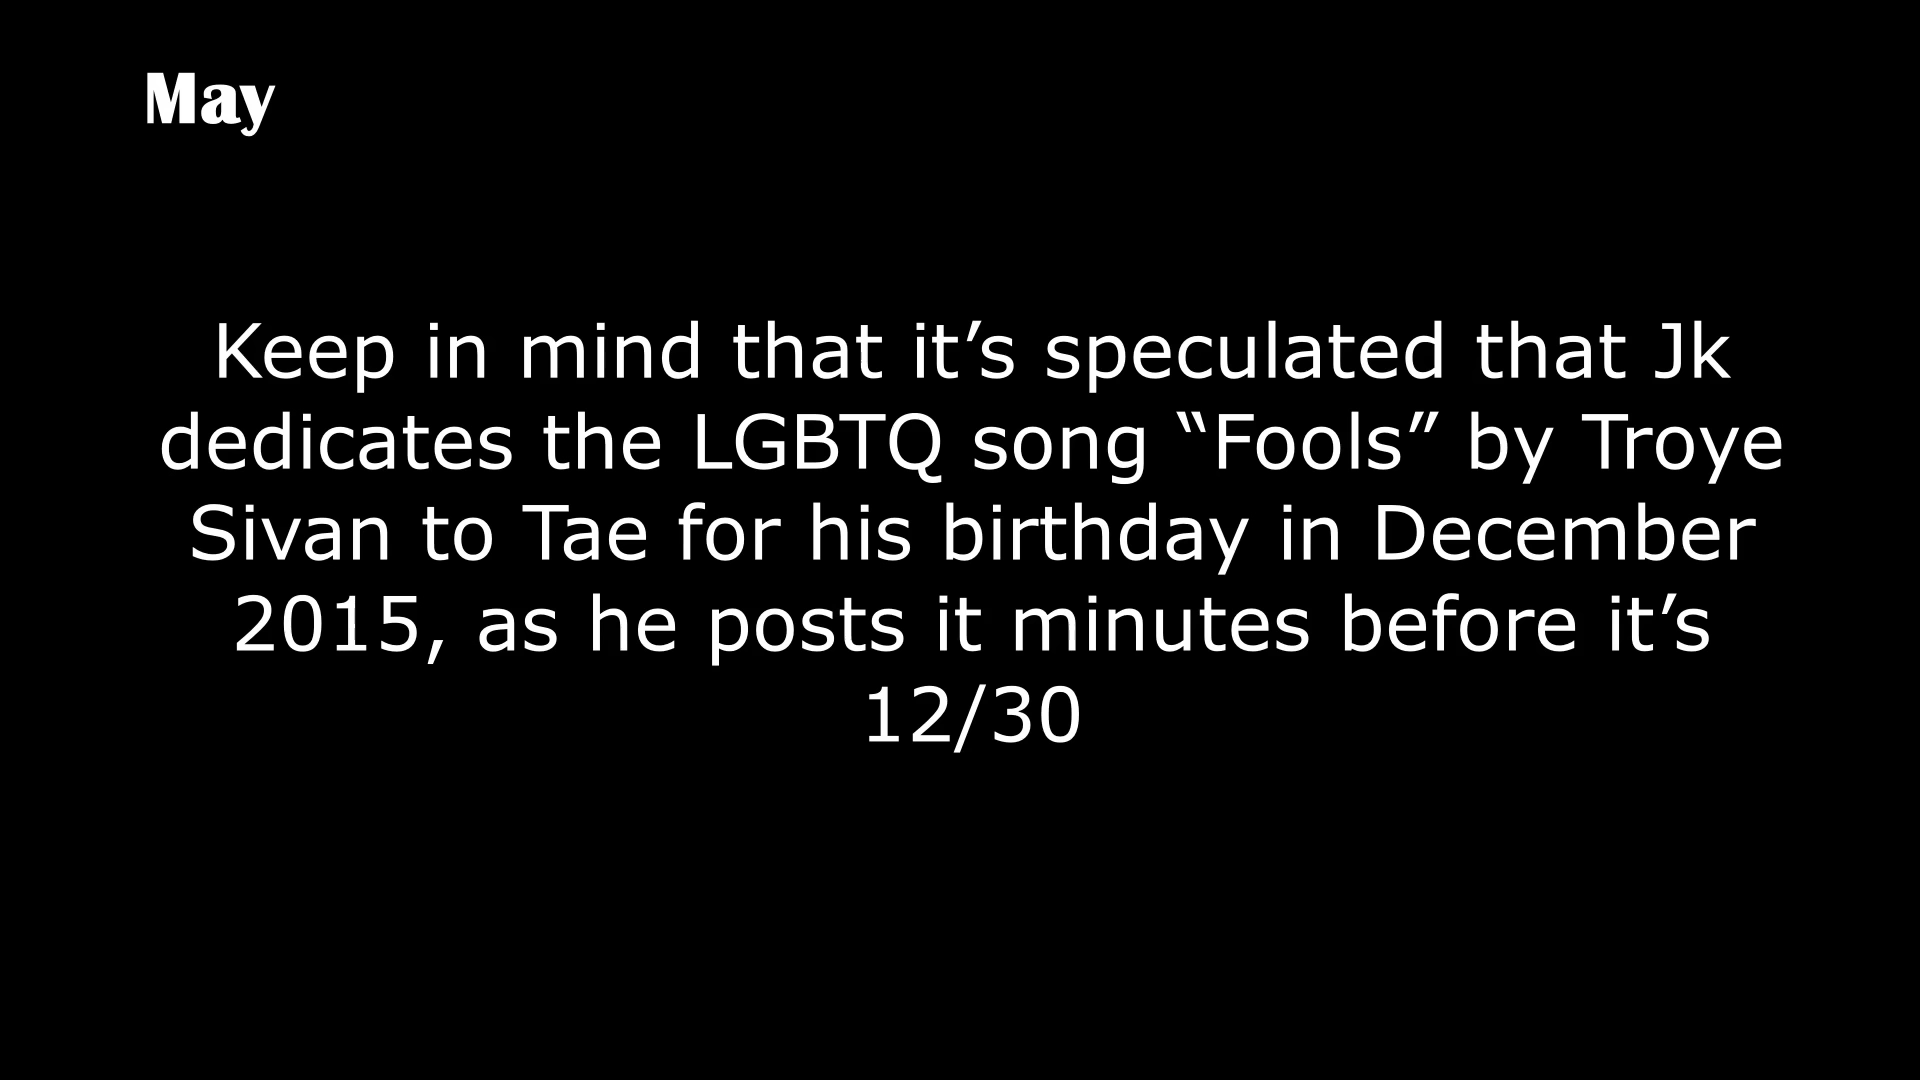 May
Keep in mind that it’s speculated that Jk
dedicates the LGBTQ song “Fools” by Troye
Sivan to Tae for his birthday in December
2015, as he posts it minutes before it’s
12/30